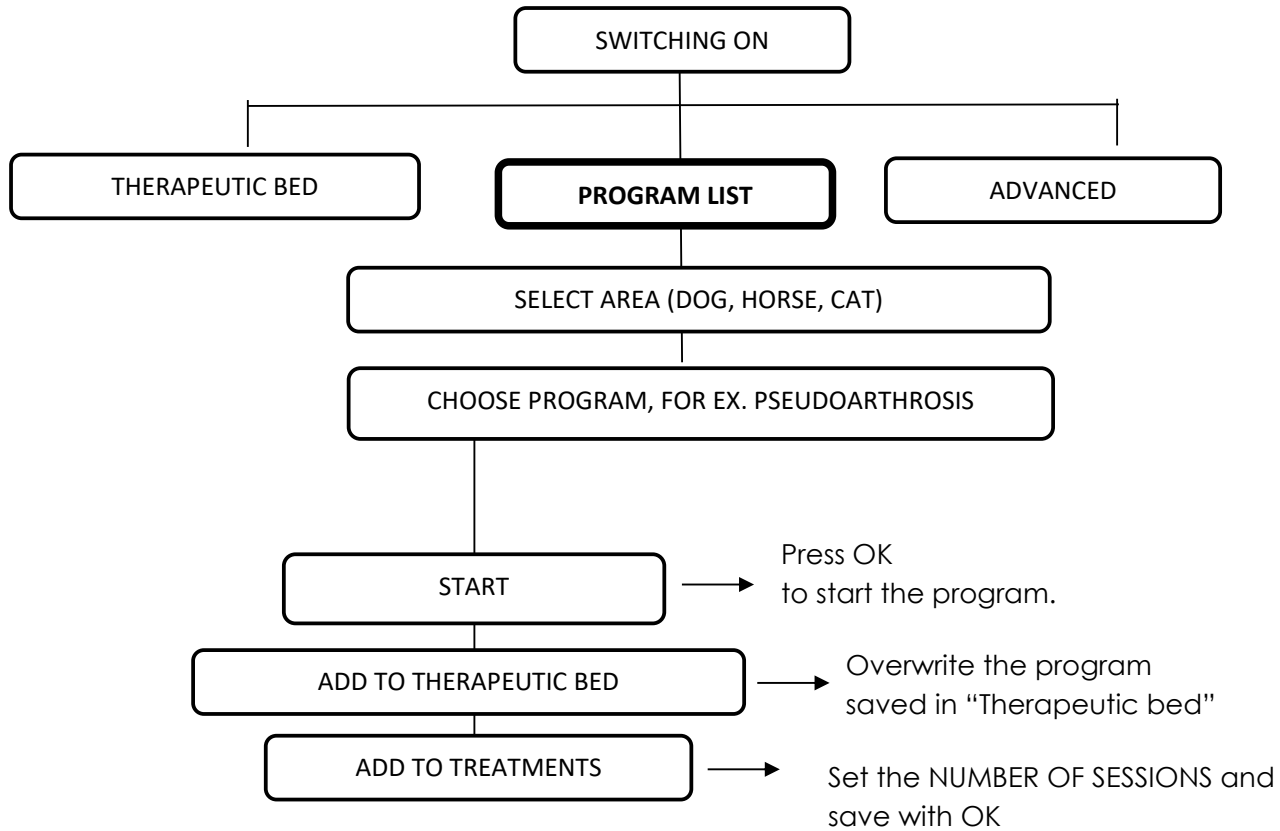 SWITCHING ON
THERAPEUTIC BED
PROGRAM LIST
ADVANCED
SELECT AREA (DOG, HORSE, CAT)
CHOOSE PROGRAM, FOR EX. PSEUDOARTHROSIS
START
Press OK
to start the program.
ADD TO THERAPEUTIC BED
Overwrite the program
saved in “Therapeutic bed”
ADD TO TREATMENTS
Set the NUMBER OF SESSIONS and
save with OK